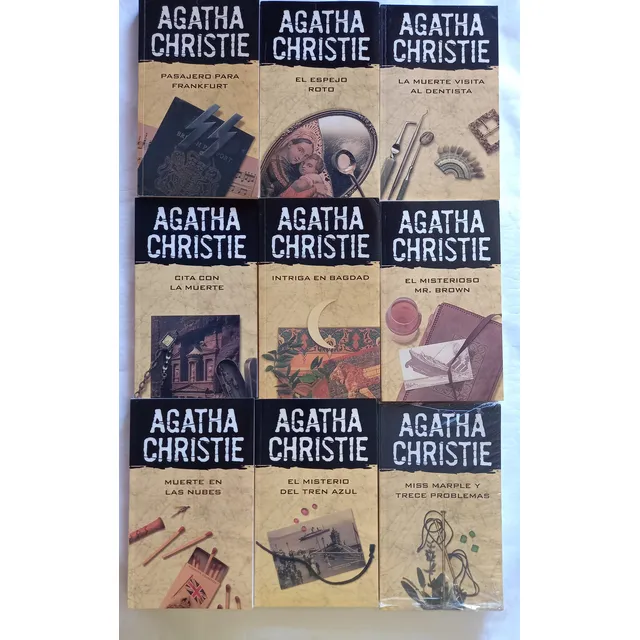 AGATHA
CHRISTIE
PASAJERO PARA
FRANKFURT
AGATHA
CHRISTIE
EL ESPEJO
ROTO
AGATHA
CHRISTIE
LA MUERTE VISITA
AL DENTISTA
AGATHA
CHRISTIE
CITA CON
LA MUERTE
AGATHA
CHRISTIE
INTRIGA EN BAGDAD
AGATHA
CHRISTIE
EL MISTERIOSO
MR. BROWN
AGATHA
CHRISTIE
MUERTE EN
LAS NUBES
AGATHA
CHRISTIE
EL MISTERIO
DEL TREN AZUL
AGATHA
CHRISTIE
MISS MARPLE Y
TRECE PROBLEMAS